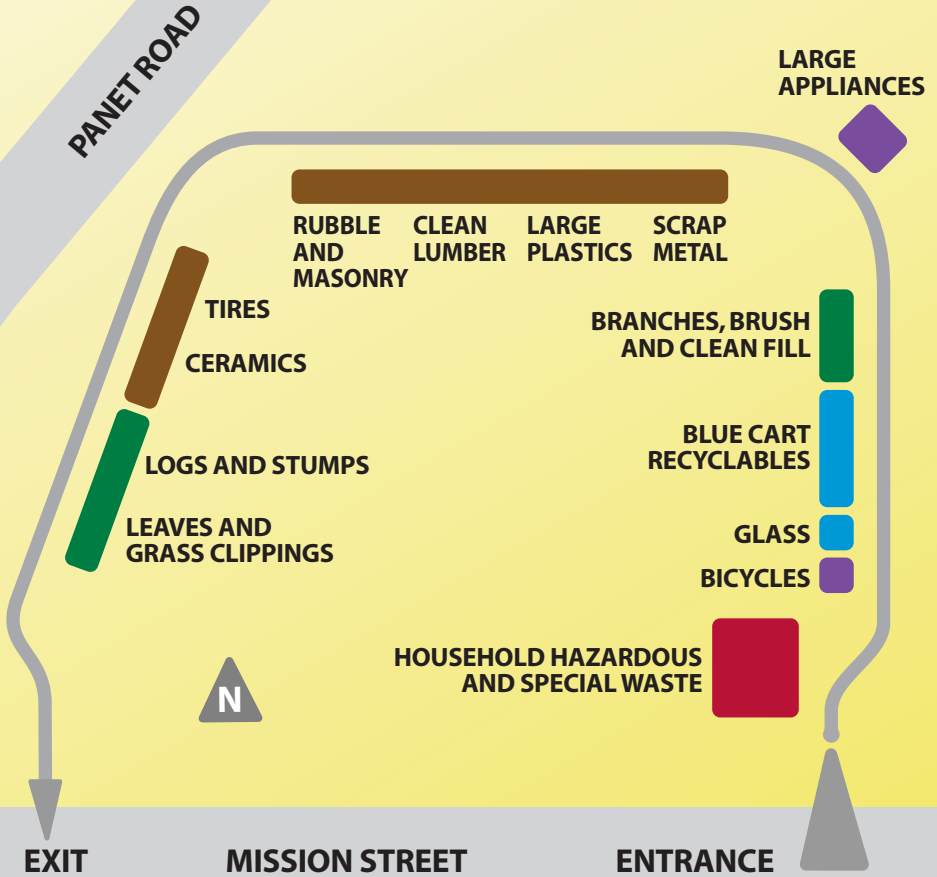 PANET ROAD
LARGE
APPLIANCES
RUBBLE
AND
MASONRY
CLEAN
LUMBER
LARGE
PLASTICS
SCRAP
METAL
TIRES
CERAMICS
BRANCHES, BRUSH
AND CLEAN FILL
LOGS AND STUMPS
BLUE CART
RECYCLABLES
LEAVES AND
GRASS CLIPPINGS
GLASS
BICYCLES
HOUSEHOLD HAZARDOUS
AND SPECIAL WASTE
N
EXIT
MISSION STREET
ENTRANCE